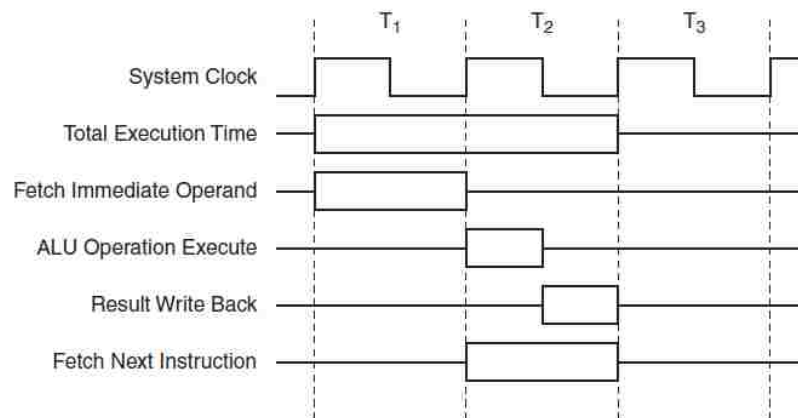 T1 T2 T3
System Clock
Total Execution Time
Fetch Immediate Operand
ALU Operation Execute
Result Write Back
Fetch Next Instruction